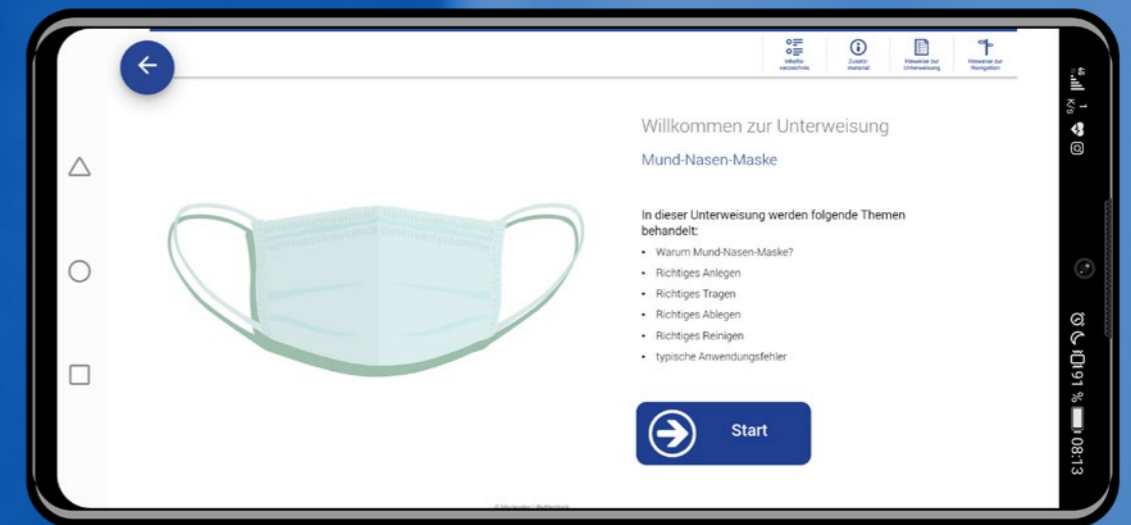 Inhalts-
verzeichnis
Zusatz-
material
Hinweise zur
Unterweisung
Hinweise zur
Navigation
Willkommen zur Unterweisung
Mund-Nasen-Maske
In dieser Unterweisung werden folgende Themen
behandelt:
• Warum Mund-Nasen-Maske?
• Richtiges Anlegen
• Richtiges Tragen
• Richtiges Ablegen
• Richtiges Reinigen
• typische Anwendungsfehler
Start
4G
1
K/s
91 %
08:13